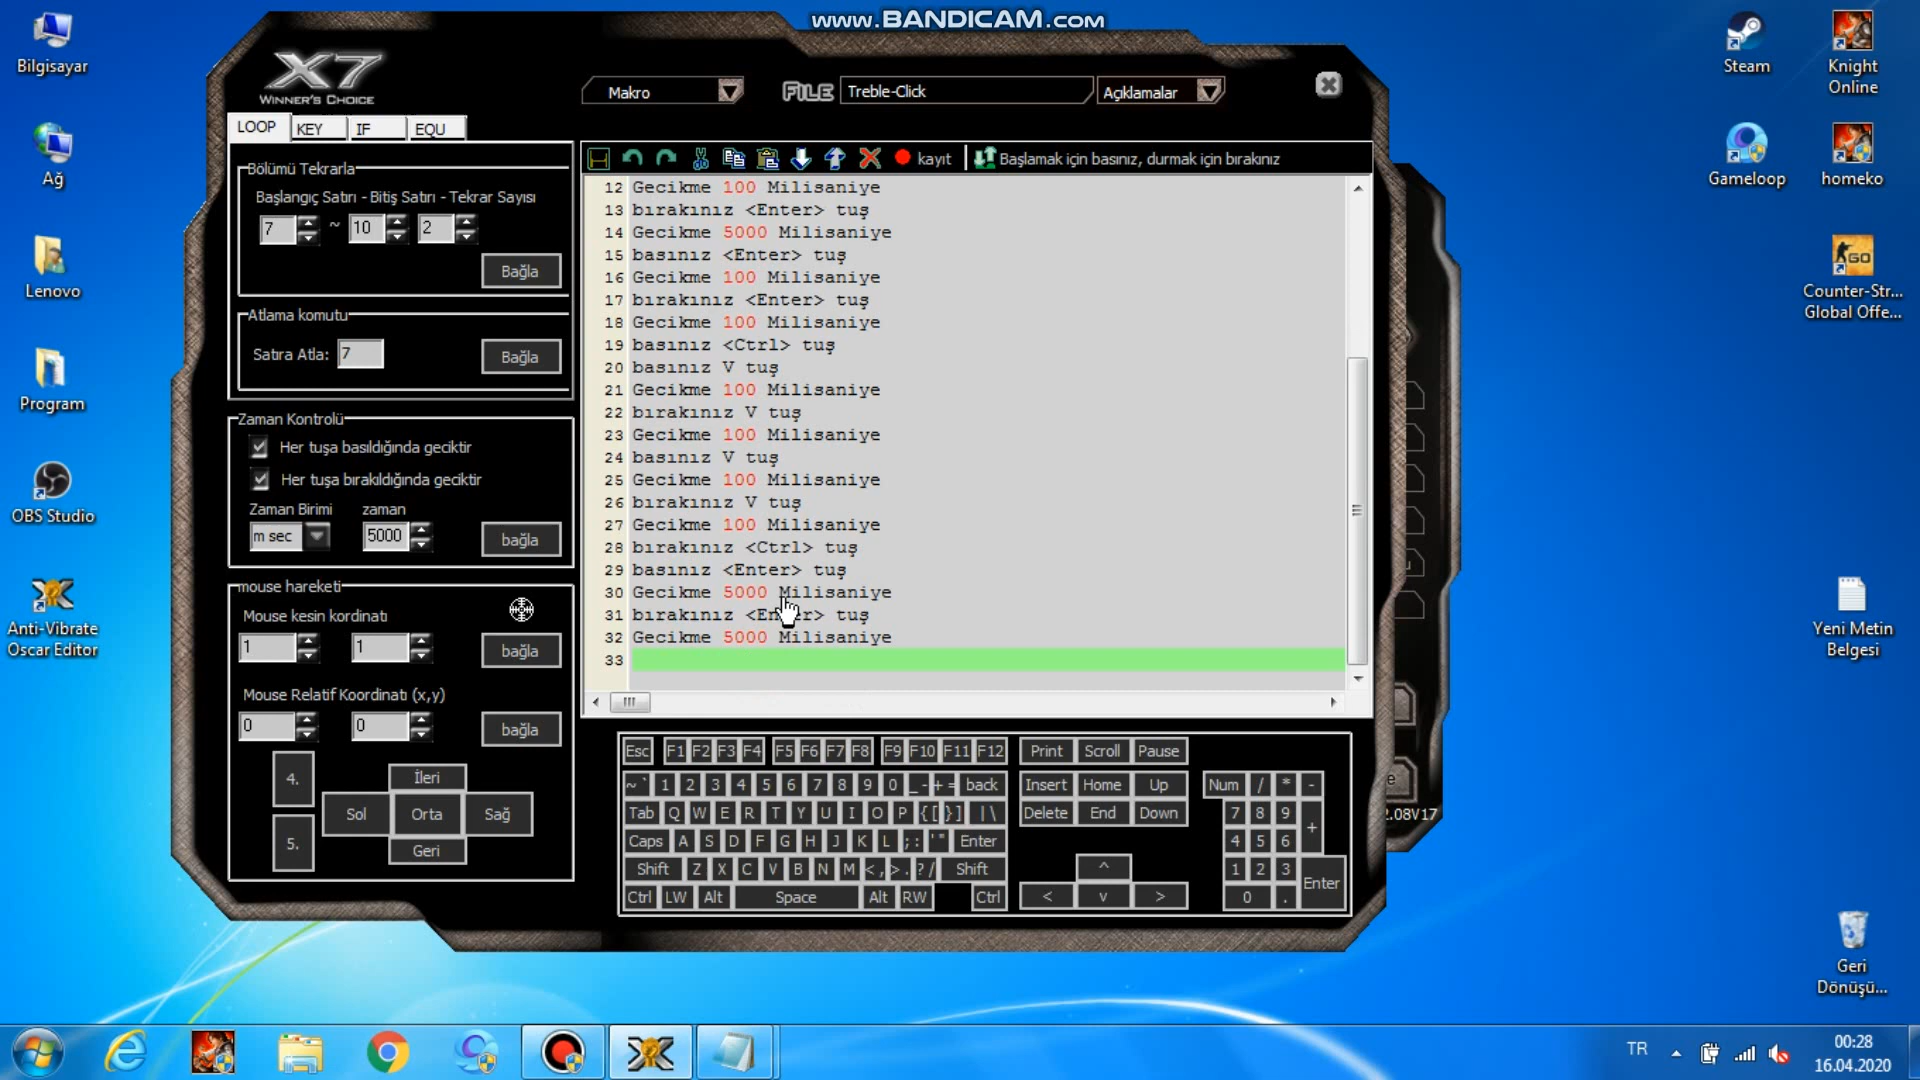 www.BANDICAM.com
Bilgisayar
Ağ
Lenovo
Program
OBS Studio
Anti-Vibrate
Oscar Editor
X7
WINNER'S CHOICE
Makro
FILE
Treble-Click
Açıklamalar
LOOP
KEY
IF
EQU
Bölümü Tekrarla
Başlangıç Satırı - Bitiş Satırı - Tekrar Sayısı
7 ~ 10 2
Bağla
Atlama komutu
Satıra Atla: 7
Bağla
Zaman Kontrolü
Her tuşa basıldığında geciktir
Her tuşa bırakıldığında geciktir
Zaman Birimi zaman
m sec 5000 bağla
mouse hareketi
Mouse kesin kordinatı
1 1 bağla
Mouse Relatif Koordinatı (x,y)
0 0 bağla
4. İleri
Sol Orta Sağ
5. Geri
kayıt
Başlamak için basınız, durmak için bırakınız
12 Gecikme 100 Milisaniye
13 bırakınız <Enter> tuş
14 Gecikme 5000 Milisaniye
15 basınız <Enter> tuş
16 Gecikme 100 Milisaniye
17 bırakınız <Enter> tuş
18 Gecikme 100 Milisaniye
19 basınız <Ctrl> tuş
20 basınız V tuş
21 Gecikme 100 Milisaniye
22 bırakınız V tuş
23 Gecikme 100 Milisaniye
24 basınız V tuş
25 Gecikme 100 Milisaniye
26 bırakınız V tuş
27 Gecikme 100 Milisaniye
28 bırakınız <Ctrl> tuş
29 basınız <Enter> tuş
30 Gecikme 5000 Milisaniye
31 bırakınız <Enter> tuş
32 Gecikme 5000 Milisaniye
33
Esc F1 F2 F3 F4 F5 F6 F7 F8 F9 F10 F11 F12 Print Scroll Pause
~ ` 1 2 3 4 5 6 7 8 9 0 _ - + = back Insert Home Up Num / * -
Tab Q W E R T Y U I O P { [ } ] | \ Delete End Down 7 8 9 +
Caps A S D F G H J K L ; : ' " Enter 4 5 6
Shift Z X C V B N M < , > . ? / Shift ^ 1 2 3 Enter
Ctrl LW Alt Space Alt RW Ctrl < v > 0 .
2.08V17
Steam
Knight
Online
Gameloop
homeko
GO
Counter-Str...
Global Offe...
Yeni Metin
Belgesi
Geri
Dönüşü...
TR
00:28
16.04.2020